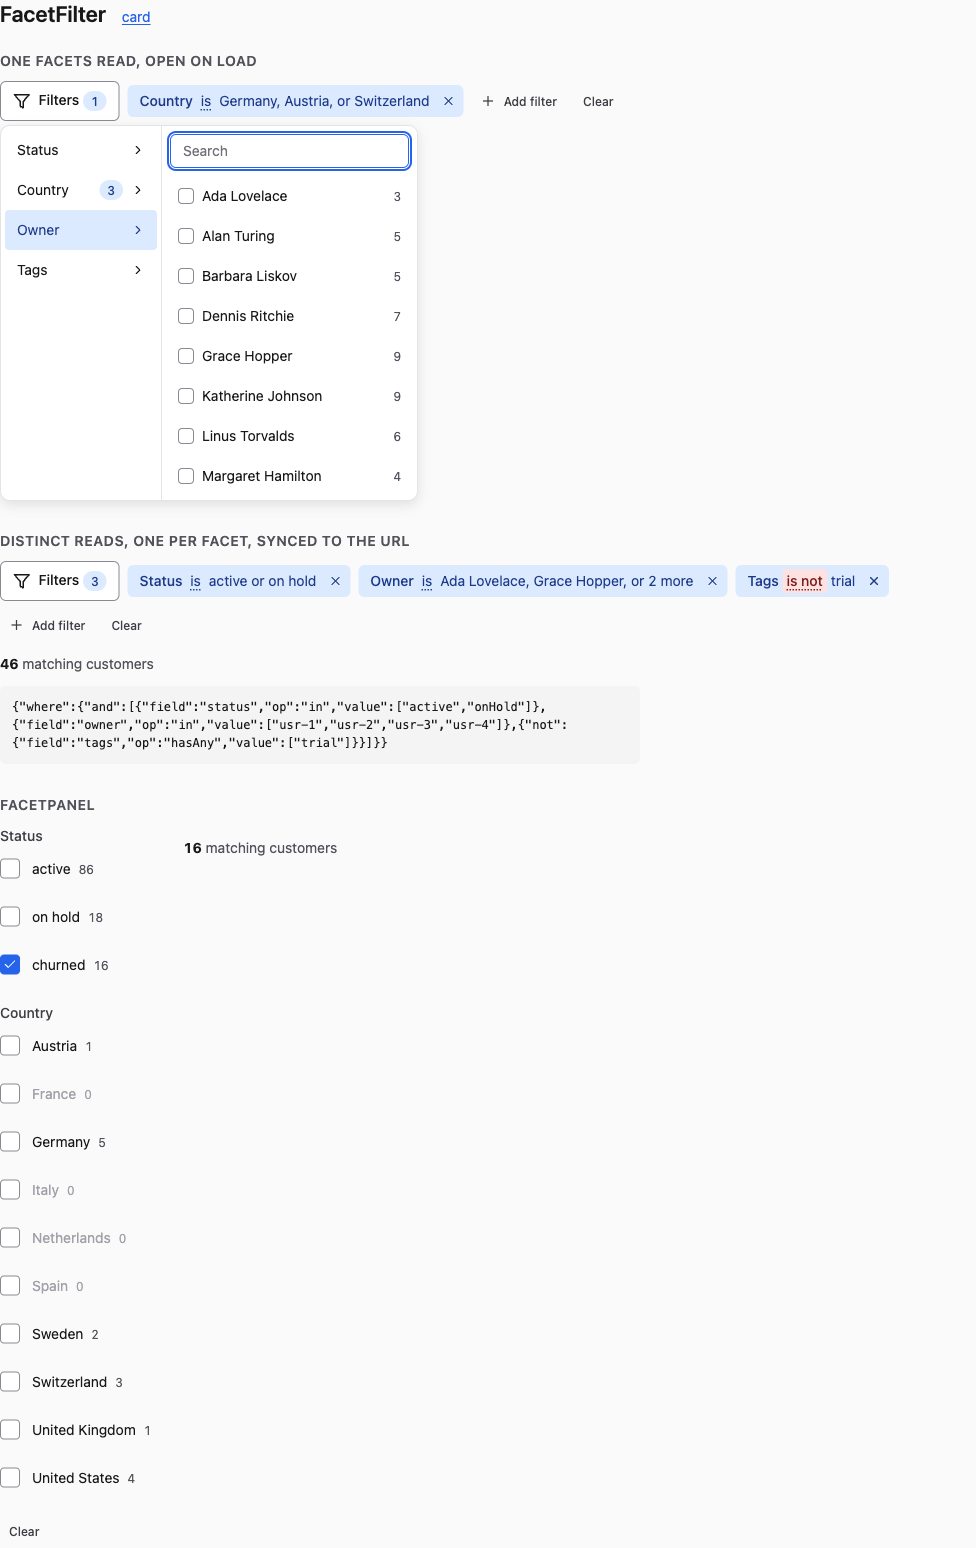 FacetFilter card
ONE FACETS READ, OPEN ON LOAD
Filters 1 Country is Germany, Austria, or Switzerland × + Add filter Clear
Status
Country 3
Owner
Tags
Search
Ada Lovelace 3
Alan Turing 5
Barbara Liskov 5
Dennis Ritchie 7
Grace Hopper 9
Katherine Johnson 9
Linus Torvalds 6
Margaret Hamilton 4
DISTINCT READS, ONE PER FACET, SYNCED TO THE URL
Filters 3 Status is active or on hold × Owner is Ada Lovelace, Grace Hopper, or 2 more × Tags is not trial ×
+ Add filter Clear
46 matching customers
{"where":{"and":[{"field":"status","op":"in","value":["active","onHold"]},
{"field":"owner","op":"in","value":["usr-1","usr-2","usr-3","usr-4"]},{"not":
{"field":"tags","op":"hasAny","value":["trial"]}}]}}
FACETPANEL
Status
active 86
on hold 18
churned 16
Country
Austria 1
France 0
Germany 5
Italy 0
Netherlands 0
Spain 0
Sweden 2
Switzerland 3
United Kingdom 1
United States 4
Clear
16 matching customers